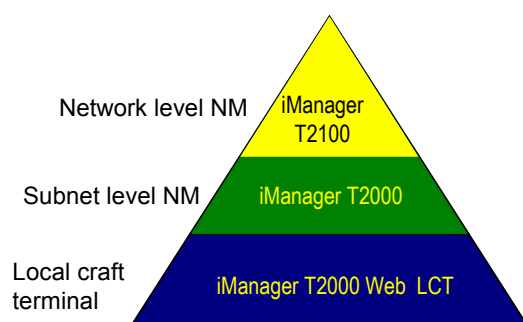 Network level NM
iManager
T2100
Subnet level NM
iManager T2000
Local craft
terminal
iManager T2000 Web LCT